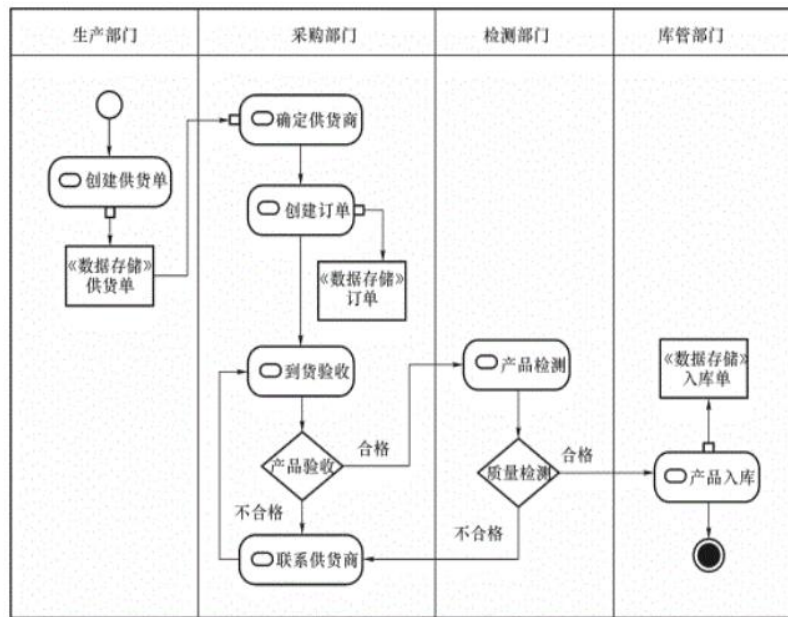 生产部门
采购部门
检测部门
库管部门
确定供货商
创建供货单
创建订单
《数据存储》
供货单
《数据存储》
订单
到货验收
产品检测
《数据存储》
入库单
产品验收
合格
质量检测
合格
产品入库
不合格
不合格
联系供货商